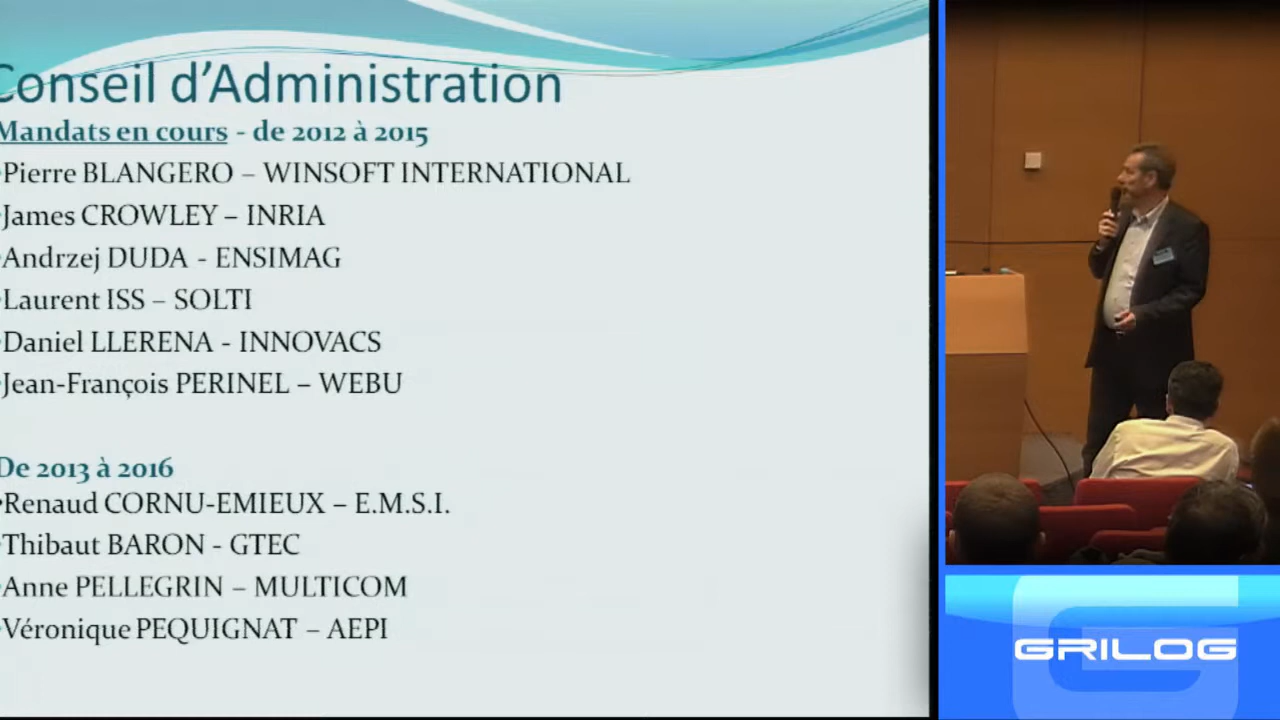 Conseil d'Administration
Mandats en cours - de 2012 à 2015
Pierre BLANGERO – WINSOFT INTERNATIONAL
James CROWLEY – INRIA
Andrzej DUDA - ENSIMAG
Laurent ISS – SOLTI
Daniel LLERENA - INNOVACS
Jean-François PERINEL – WEBU
De 2013 à 2016
Renaud CORNU-EMIEUX – E.M.S.I.
Thibaut BARON - GTEC
Anne PELLEGRIN – MULTICOM
Véronique PEQUIGNAT – AEPI
GRILOG